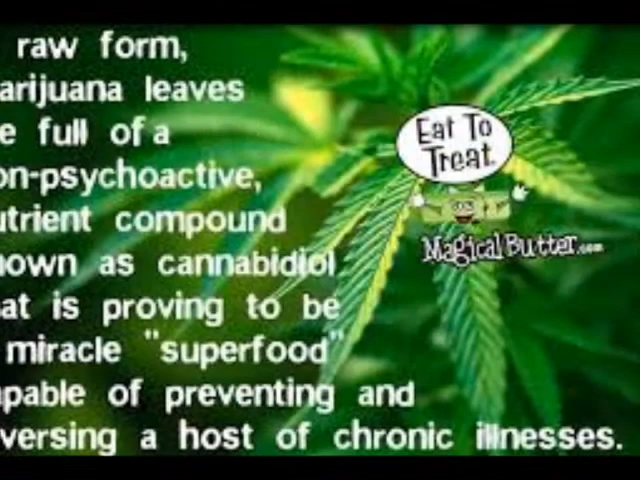 raw form,
arijuana leaves
e full of a
on-psychoactive,
utrient compound
nown as cannabidiol
at is proving to be
miracle "superfood"
apable of preventing and
versing a host of chronic illnesses.
Eat To
Treat
MagicalButter.com